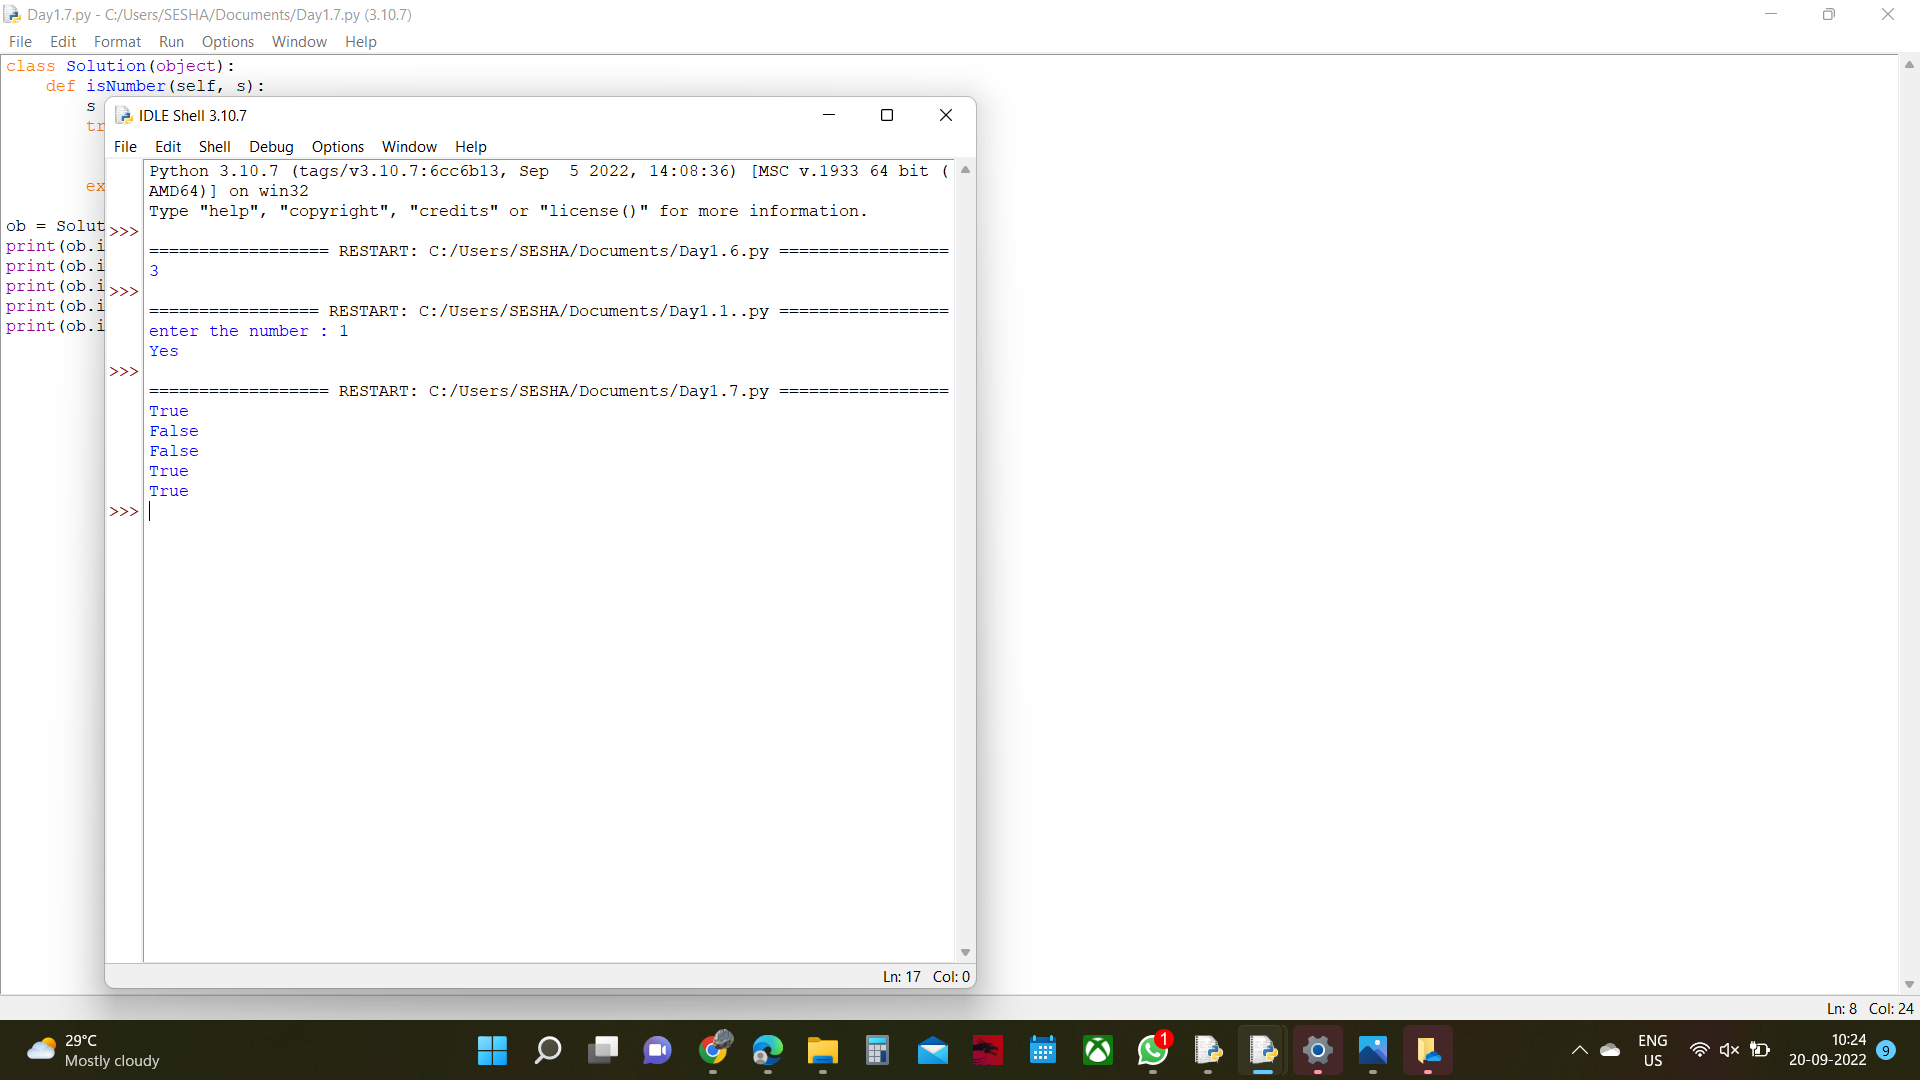 Day1.7.py - C:/Users/SESHA/Documents/Day1.7.py (3.10.7)
File Edit Format Run Options Window Help
class Solution(object):
def isNumber(self, s):
s
tr
ex
ob = Solut
print(ob.i
print(ob.i
print(ob.i
print(ob.i
print(ob.i
IDLE Shell 3.10.7
File Edit Shell Debug Options Window Help
Python 3.10.7 (tags/v3.10.7:6cc6b13, Sep  5 2022, 14:08:36) [MSC v.1933 64 bit (
AMD64)] on win32
Type "help", "copyright", "credits" or "license()" for more information.
>>>
================== RESTART: C:/Users/SESHA/Documents/Day1.6.py =================
3
>>>
================= RESTART: C:/Users/SESHA/Documents/Day1.1..py =================
enter the number : 1
Yes
>>>
================== RESTART: C:/Users/SESHA/Documents/Day1.7.py =================
True
False
False
True
True
>>>
Ln: 17 Col: 0
Ln: 8 Col: 24
29°C
Mostly cloudy
1
ENG
US
10:24
20-09-2022
9